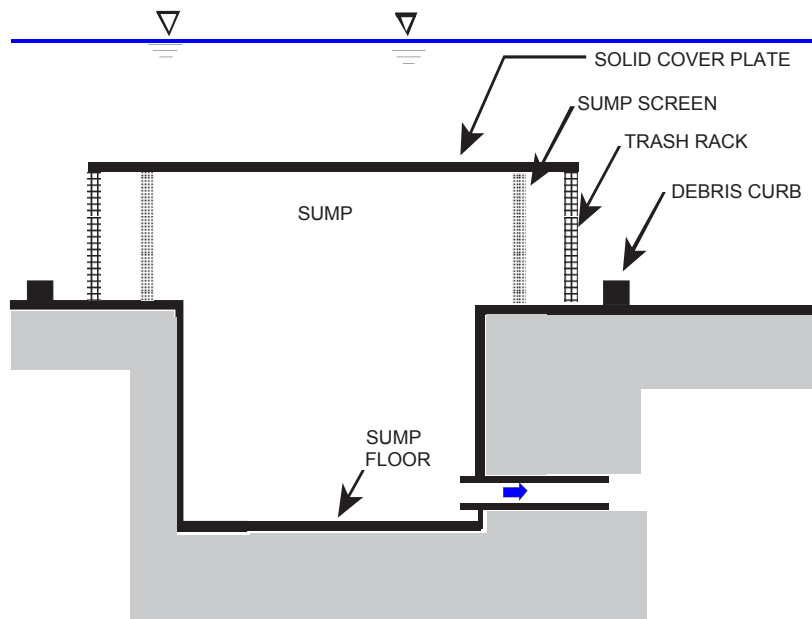 SOLID COVER PLATE
SUMP SCREEN
TRASH RACK
DEBRIS CURB
SUMP
SUMP
FLOOR